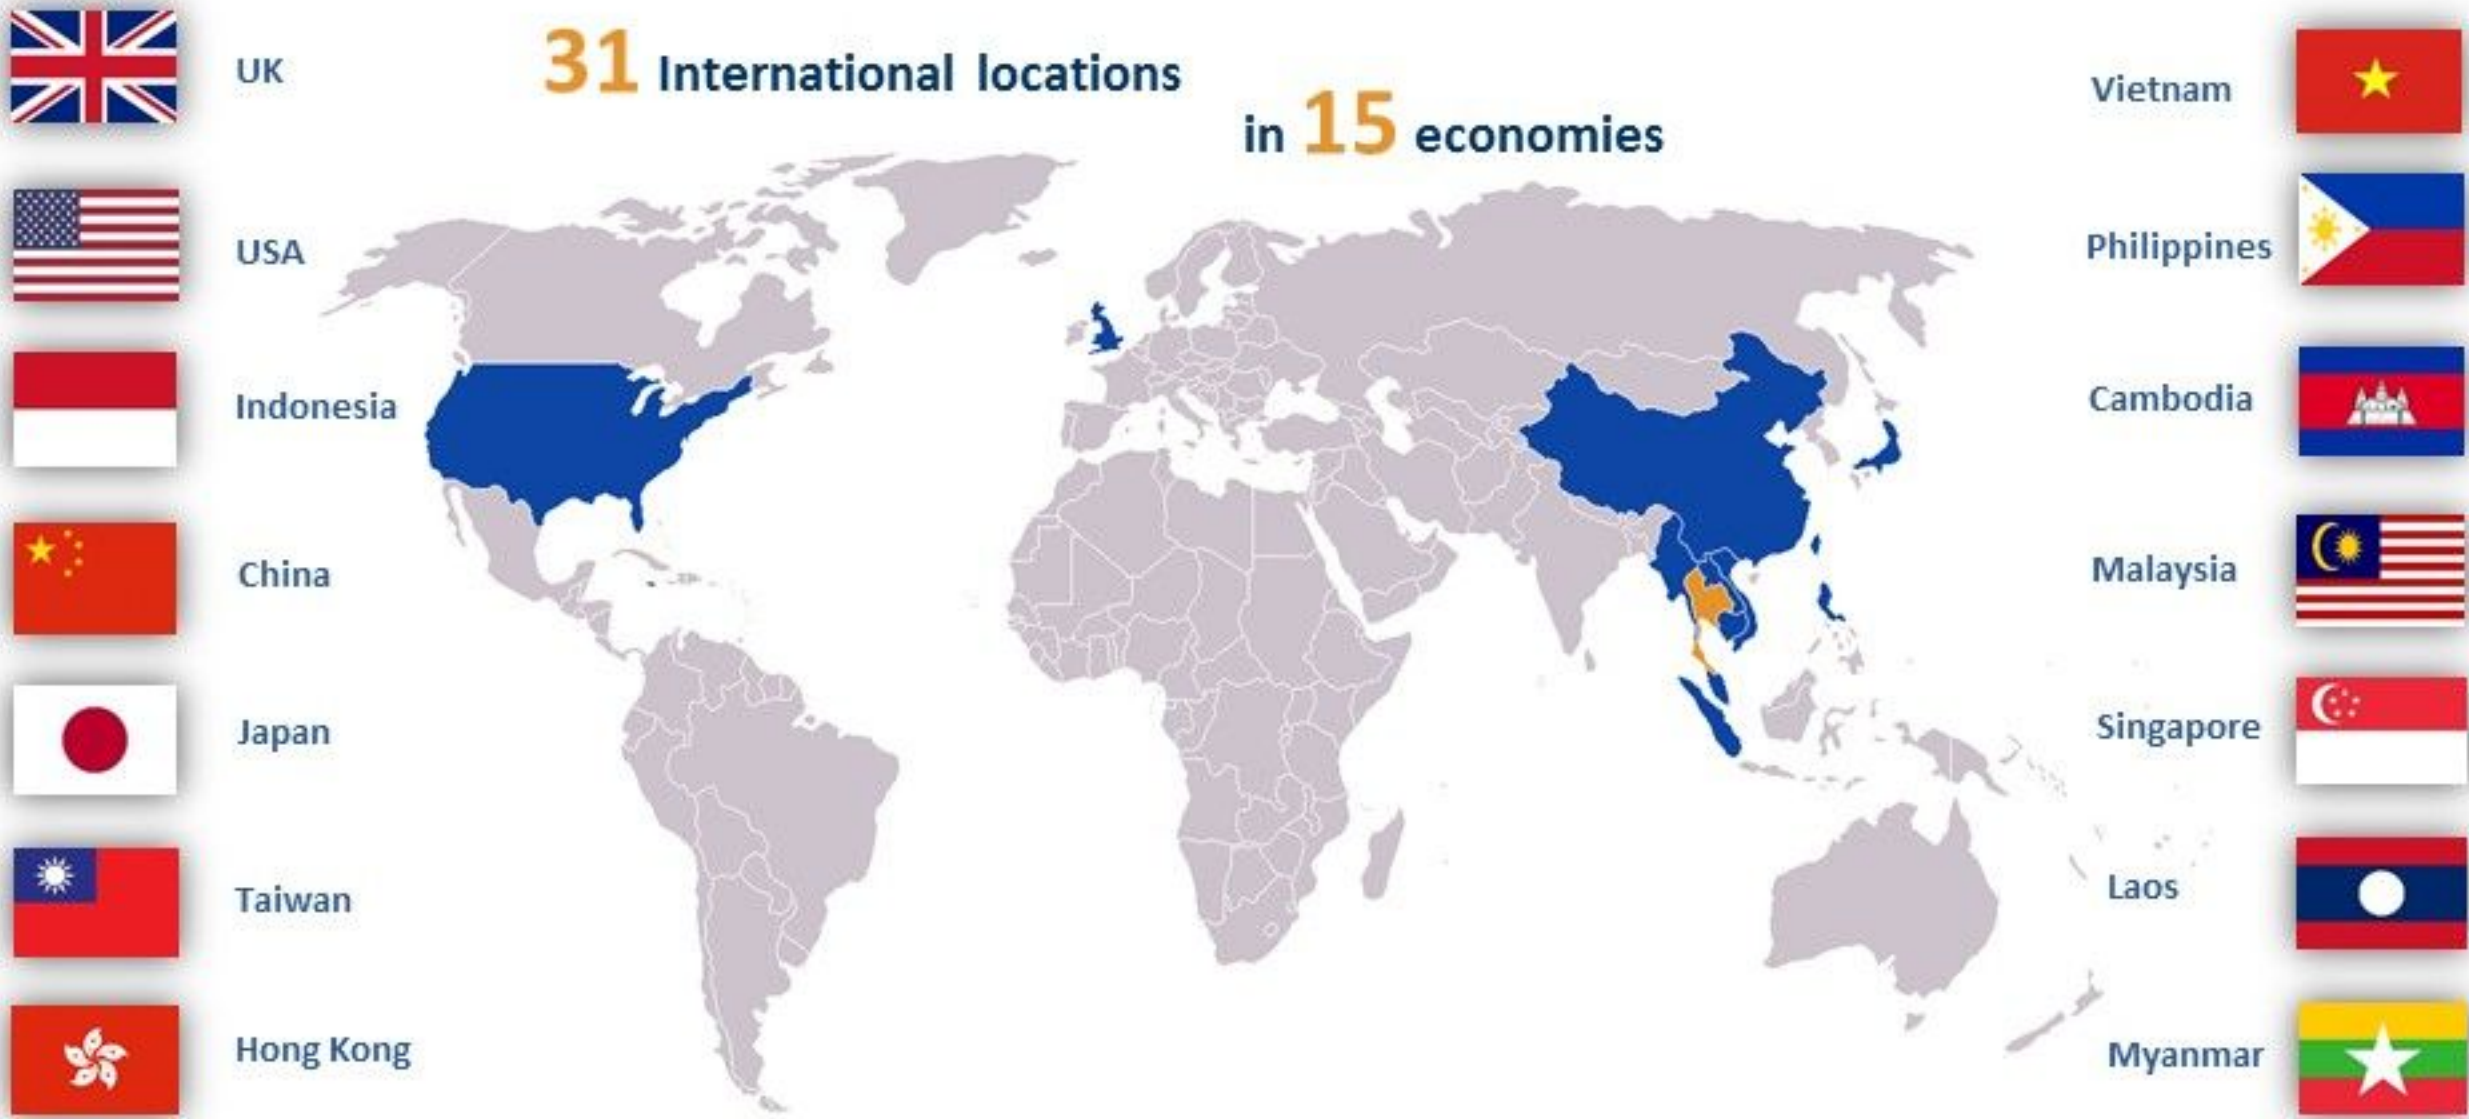 31 International locations
in 15 economies
UK
USA
Indonesia
China
Japan
Taiwan
Hong Kong
Vietnam
Philippines
Cambodia
Malaysia
Singapore
Laos
Myanmar